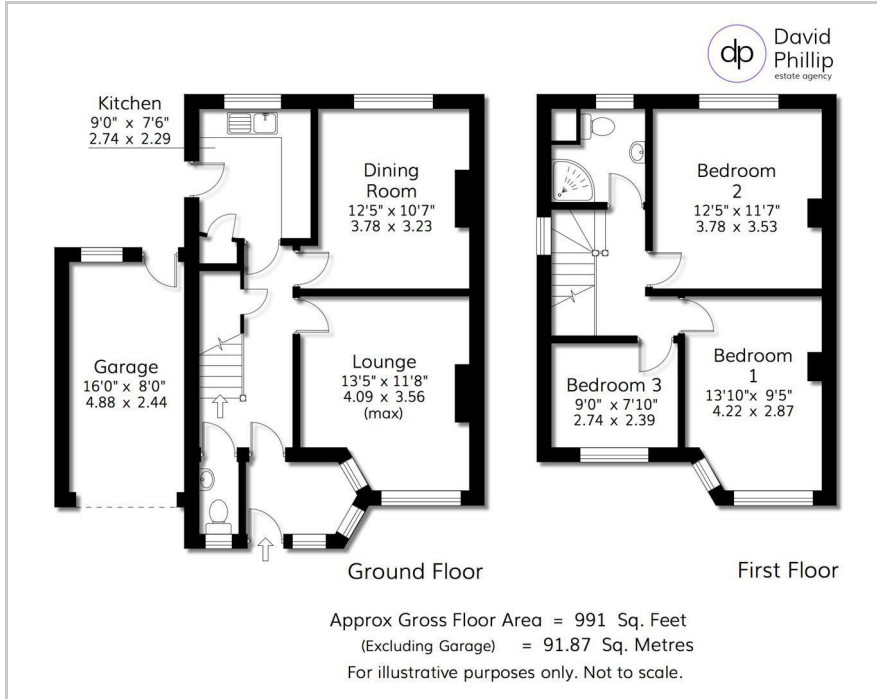 dp
David
Phillip
estate agency
Kitchen
9'0" x 7'6"
2.74 x 2.29
Dining
Room
12'5" x 10'7"
3.78 x 3.23
Garage
16'0" x 8'0"
4.88 x 2.44
Lounge
13'5" x 11'8"
4.09 x 3.56
(max)
Ground Floor
Bedroom
2
12'5" x 11'7"
3.78 x 3.53
Bedroom
1
13'10" x 9'5"
4.22 x 2.87
Bedroom 3
9'0" x 7'10"
2.74 x 2.39
First Floor
Approx Gross Floor Area = 991 Sq. Feet
(Excluding Garage) = 91.87 Sq. Metres
For illustrative purposes only. Not to scale.